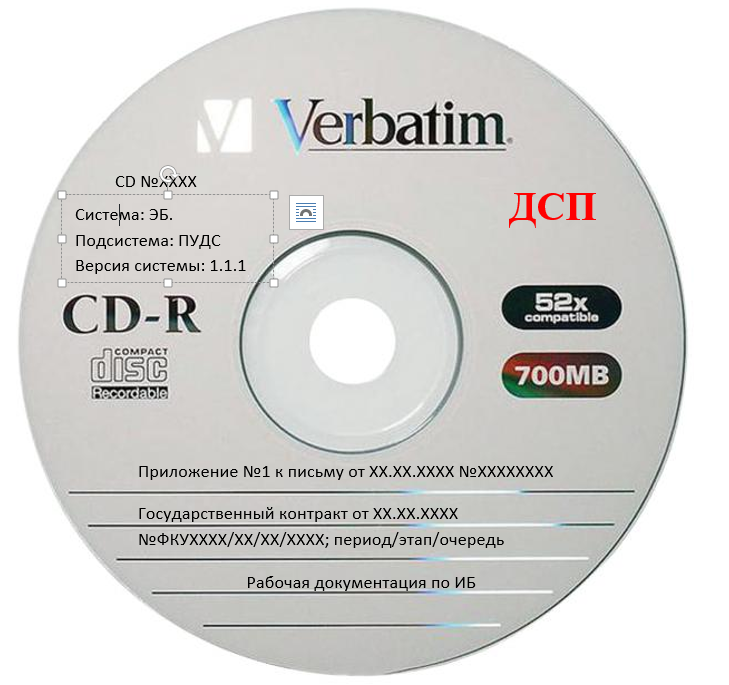 Verbatim
CD №XXXX
ДСП
Система: ЭБ.
Подсистема: ПУДС
Версия системы: 1.1.1
CD-R
52x
compatible
COMPACT
disc
Recordable
700MB
Приложение №1 к письму от XX.XX.XXXX №XXXXXXXX
Государственный контракт от XX.XX.XXXX
№ФКУXXXX/XX/XX/XXXX; период/этап/очередь
Рабочая документация по ИБ